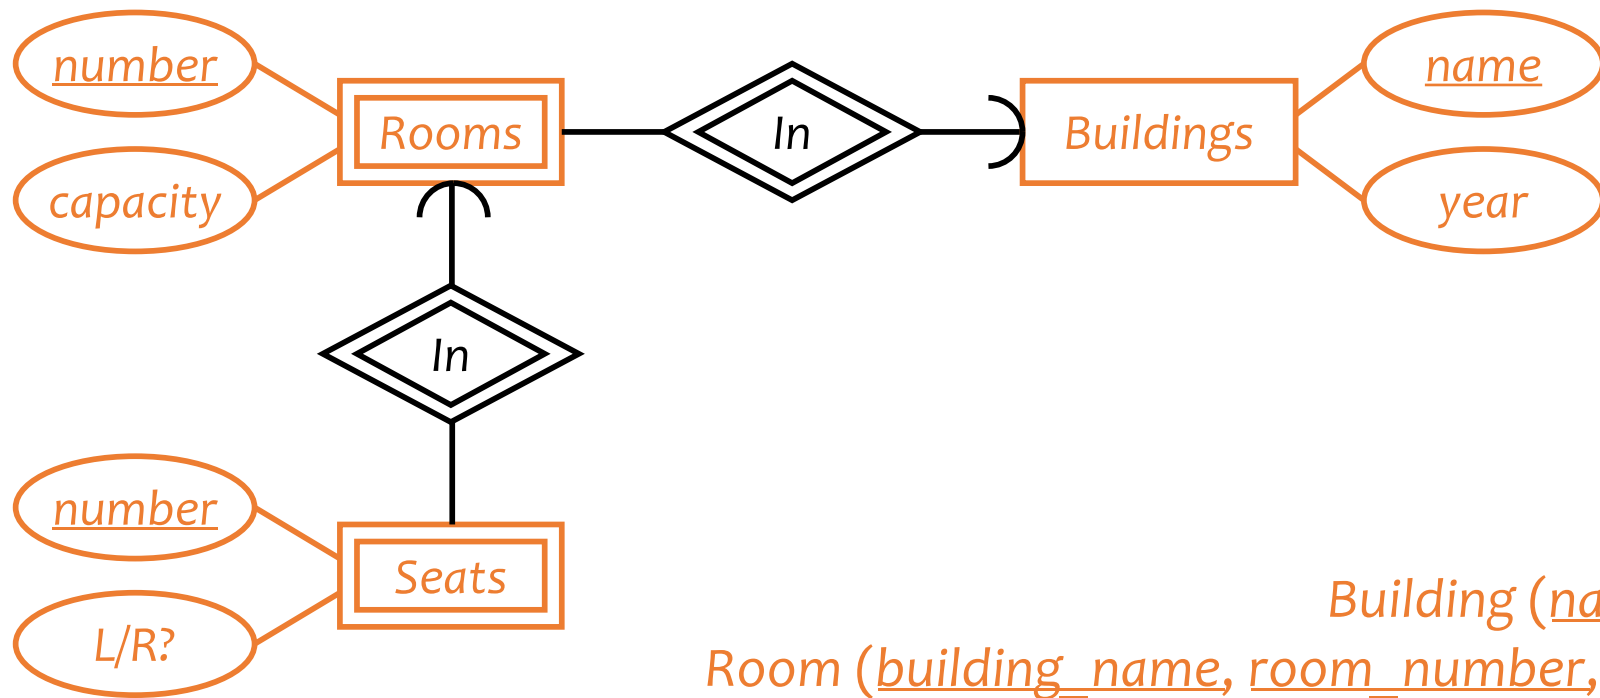 number
capacity
Rooms
In
Buildings
name
year
In
number
L/R?
Seats
Building (
Room (building_name, room_number,